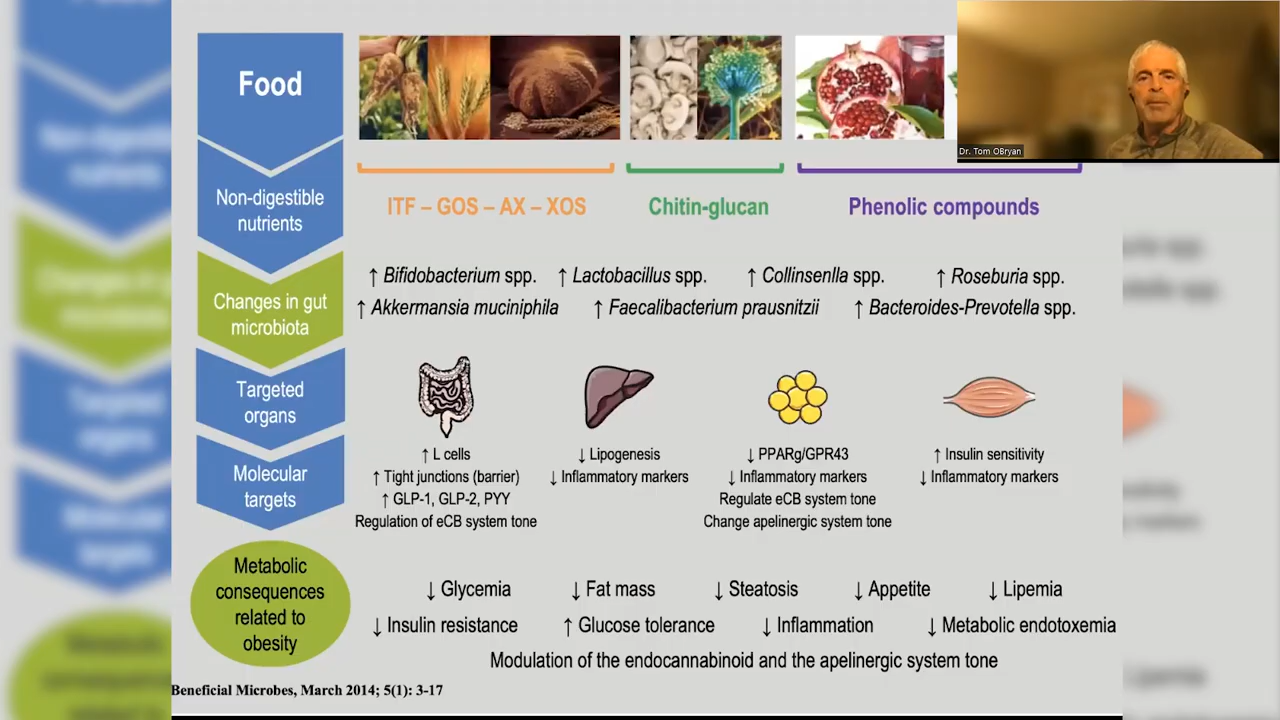 Food
Dr. Tom OBryan
Non-digestible
nutrients
ITF – GOS – AX – XOS
Chitin-glucan
Phenolic compounds
Changes in gut
microbiota
↑ Bifidobacterium spp. ↑ Lactobacillus spp. ↑ Collinsenlla spp. ↑ Roseburia spp.
↑ Akkermansia muciniphila ↑ Faecalibacterium prausnitzii ↑ Bacteroides-Prevotella spp.
Targeted
organs
Molecular
targets
↑ L cells
↑ Tight junctions (barrier)
↑ GLP-1, GLP-2, PYY
Regulation of eCB system tone
↓ Lipogenesis
↓ Inflammatory markers
↓ PPARg/GPR43
↓ Inflammatory markers
Regulate eCB system tone
Change apelinergic system tone
↑ Insulin sensitivity
↓ Inflammatory markers
Metabolic
consequences
related to
obesity
↓ Glycemia ↓ Fat mass ↓ Steatosis ↓ Appetite ↓ Lipemia
↓ Insulin resistance ↑ Glucose tolerance ↓ Inflammation ↓ Metabolic endotoxemia
Modulation of the endocannabinoid and the apelinergic system tone
Beneficial Microbes, March 2014; 5(1): 3-17